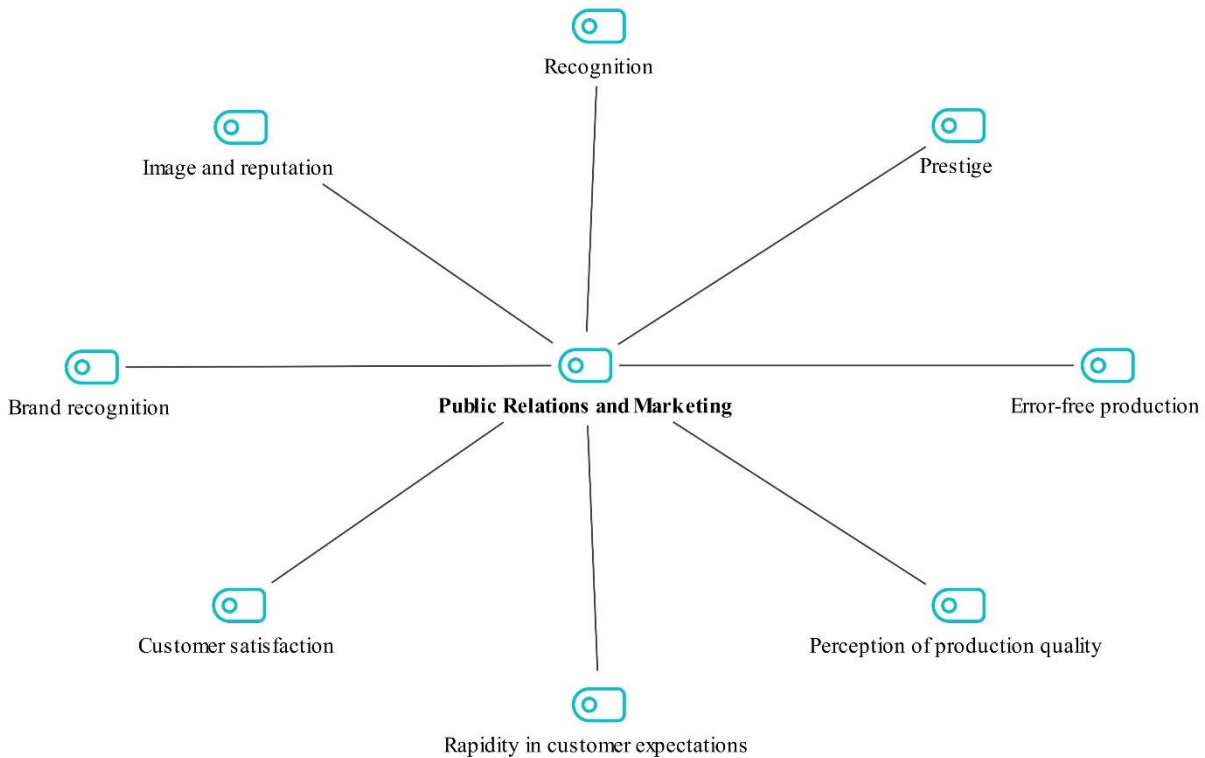 Recognition
Image and reputation
Prestige
Brand recognition
Public Relations and Marketing
Error-free production
Customer satisfaction
Perception of production quality
Rapidity in customer expectations